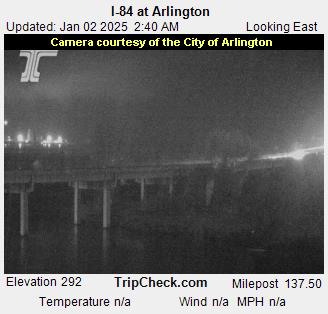 I-84 at Arlington
Updated: Jan 02 2025 2:40 AM Looking East
Camera courtesy of the City of Arlington
Elevation 292 TripCheck.com Milepost 137.50
Temperature n/a Wind n/a MPH n/a